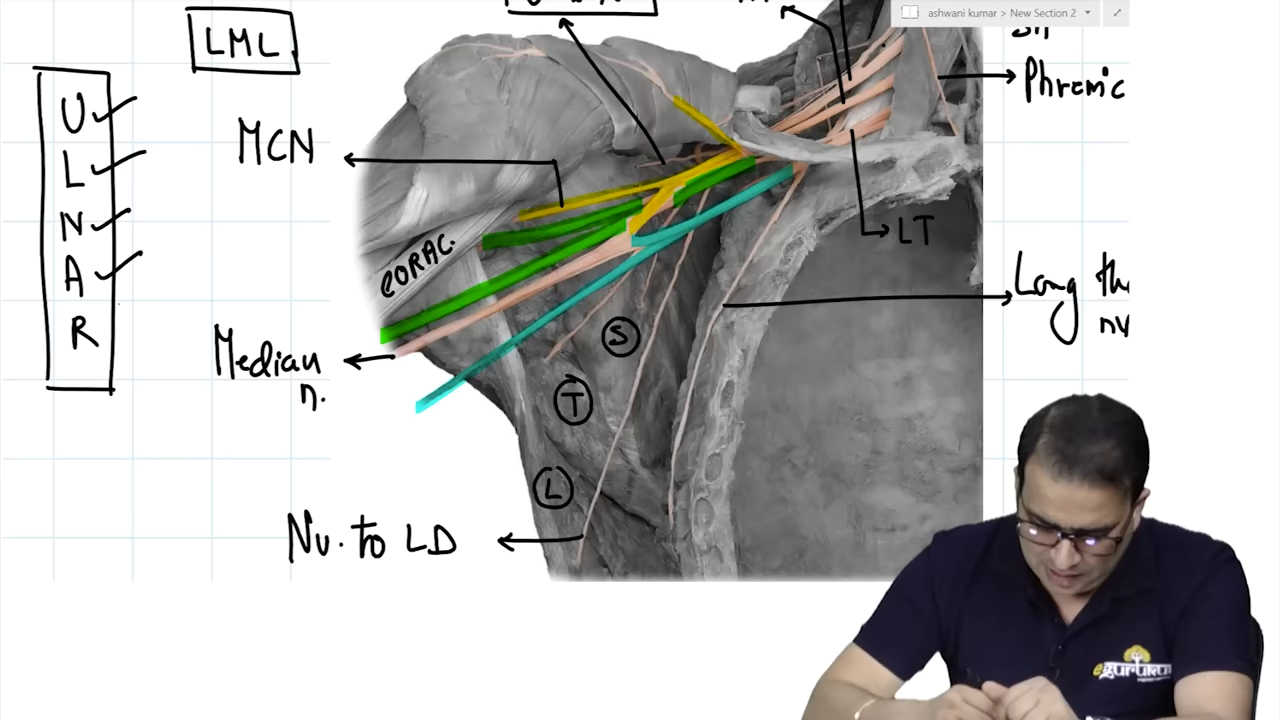 ashwani kumar > New Section 2
LML
Phrenic
U
L
N
A
R
MCN
LT
CORAC.
Long th
nv
S
Median
n.
T
L
Nv. to LD
egurukul